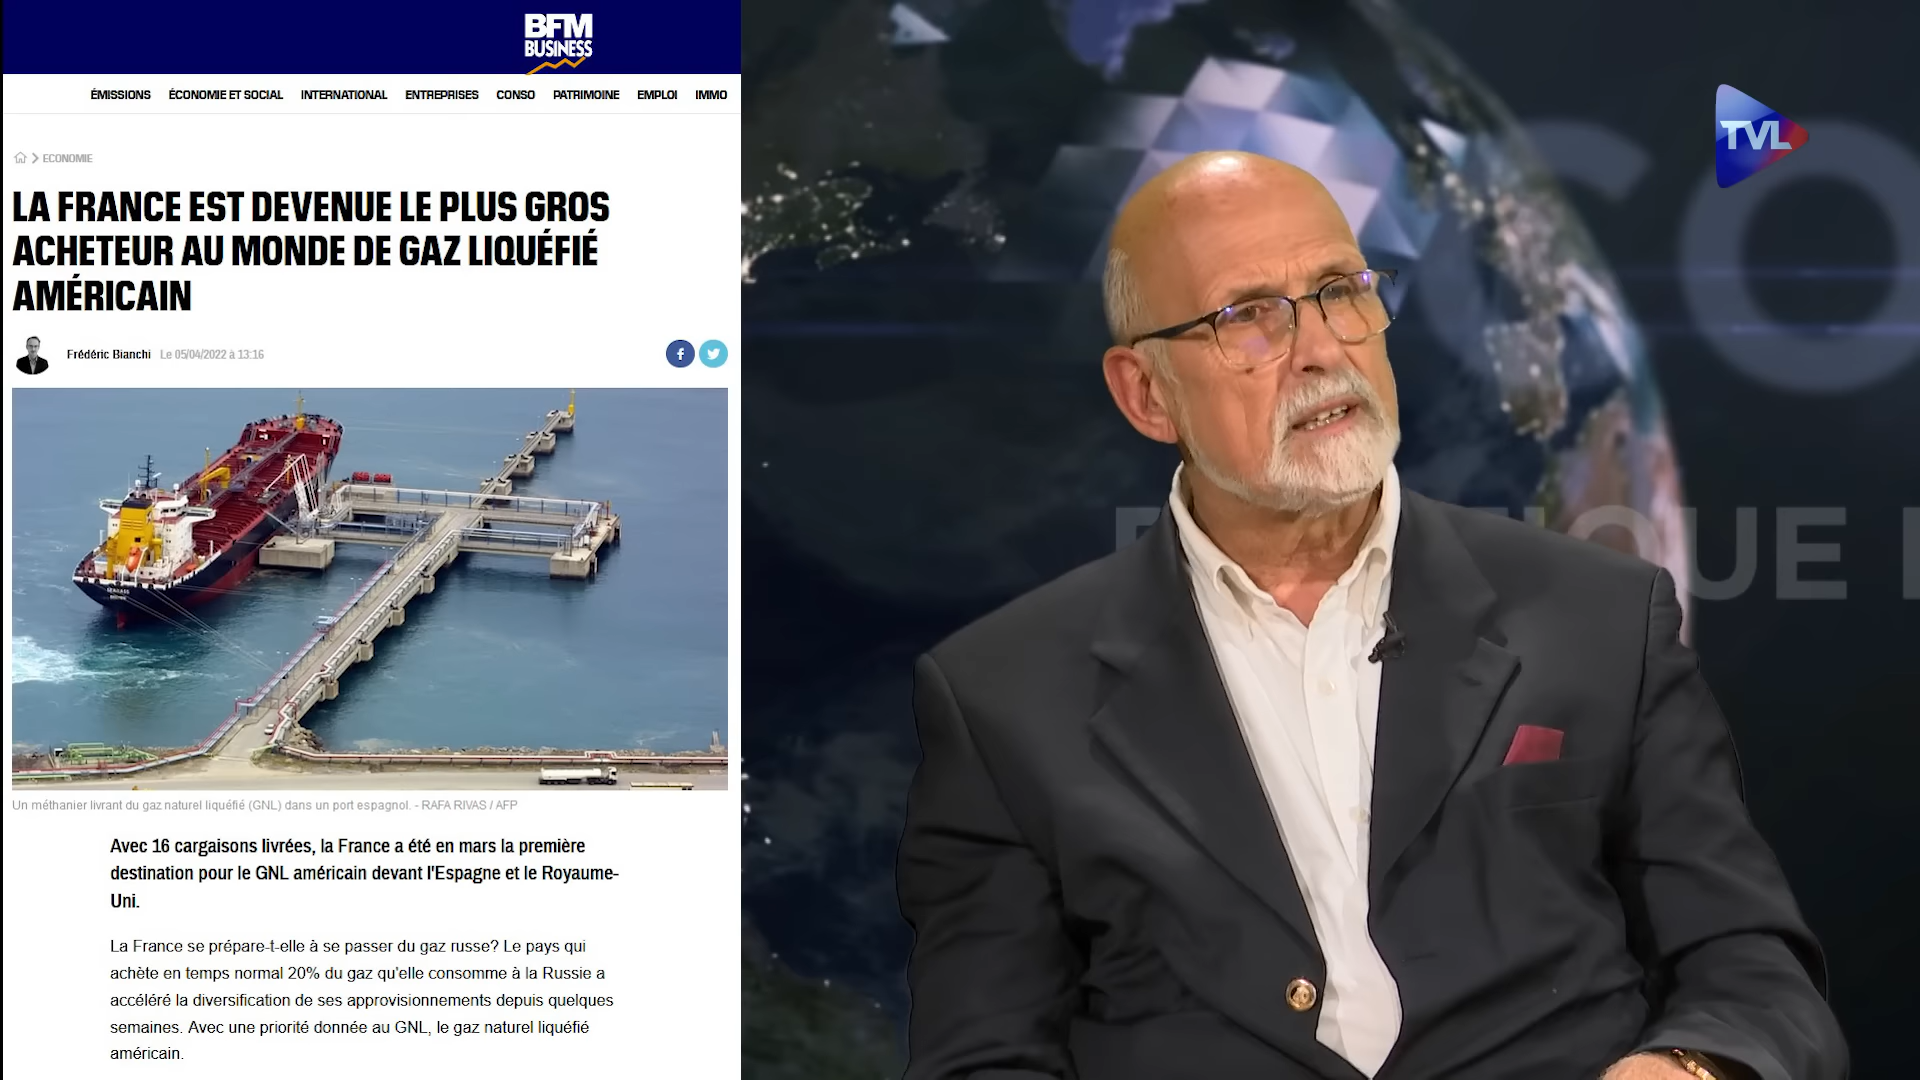 BFM
BUSINESS
ÉMISSIONS ÉCONOMIE ET SOCIAL INTERNATIONAL ENTREPRISES CONSO PATRIMOINE EMPLOI IMMO
ECONOMIE
LA FRANCE EST DEVENUE LE PLUS GROS
ACHETEUR AU MONDE DE GAZ LIQUÉFIÉ
AMÉRICAIN
Frédéric Bianchi Le 05/04/2022 à 13:16
Un méthanier livrant du gaz naturel liquéfié (GNL) dans un port espagnol. - RAFA RIVAS / AFP
Avec 16 cargaisons livrées, la France a été en mars la première
destination pour le GNL américain devant l'Espagne et le Royaume-
Uni.
La France se prépare-t-elle à se passer du gaz russe? Le pays qui
achète en temps normal 20% du gaz qu'elle consomme à la Russie a
accéléré la diversification de ses approvisionnements depuis quelques
semaines. Avec une priorité donnée au GNL, le gaz naturel liquéfié
américain.
TVL